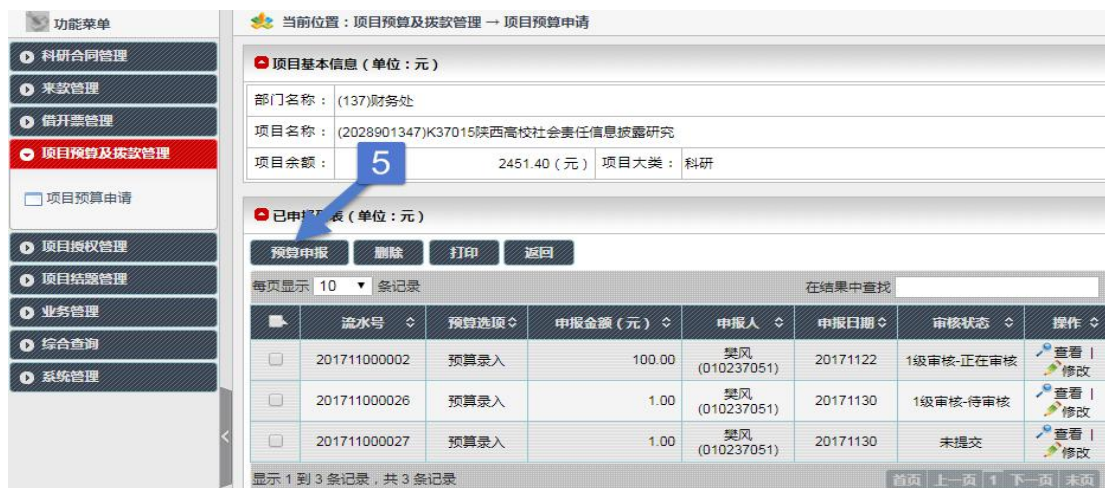 功能菜单
当前位置：项目预算及拨款管理 → 项目预算申请
科研合同管理
来款管理
借开票管理
项目预算及拨款管理
项目预算申请
项目授权管理
项目结题管理
业务管理
综合查询
系统管理
项目基本信息（单位：元）
部门名称： (137)财务处
项目名称： (2028901347)K37015陕西高校社会责任信息披露研究
项目余额： 2451.40（元） 项目大类： 科研
5
已申报列表（单位：元）
预算申报 删除 打印 返回
每页显示 10 条记录 在结果中查找
流水号 预算选项 申报金额（元） 申报人 申报日期 审核状态 操作
201711000002 预算录入 100.00 樊风(010237051) 20171122 1级审核-正在审核 查看 | 修改
201711000026 预算录入 1.00 樊风(010237051) 20171130 1级审核-待审核 查看 | 修改
201711000027 预算录入 1.00 樊风(010237051) 20171130 未提交 查看 | 修改
显示 1 到 3 条记录，共 3 条记录 首页 上一页 1 下一页 末页